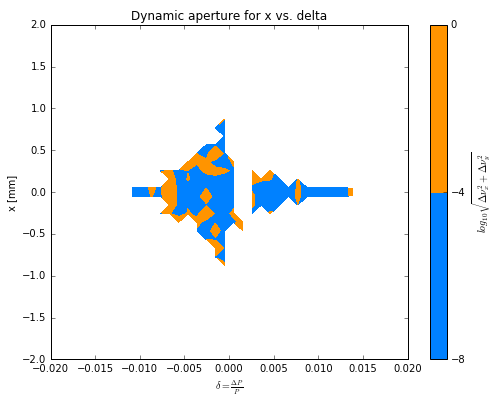 Dynamic aperture for x vs. delta
2.0
1.5
1.0
0.5
0.0
−0.5
−1.0
−1.5
−2.0
x [mm]
−0.020 −0.015 −0.010 −0.005 0.000 0.005 0.010 0.015 0.020
δ = ΔP/P
0
−4
−8
log₁₀√(Δν²ₓ + Δν²ᵧ)